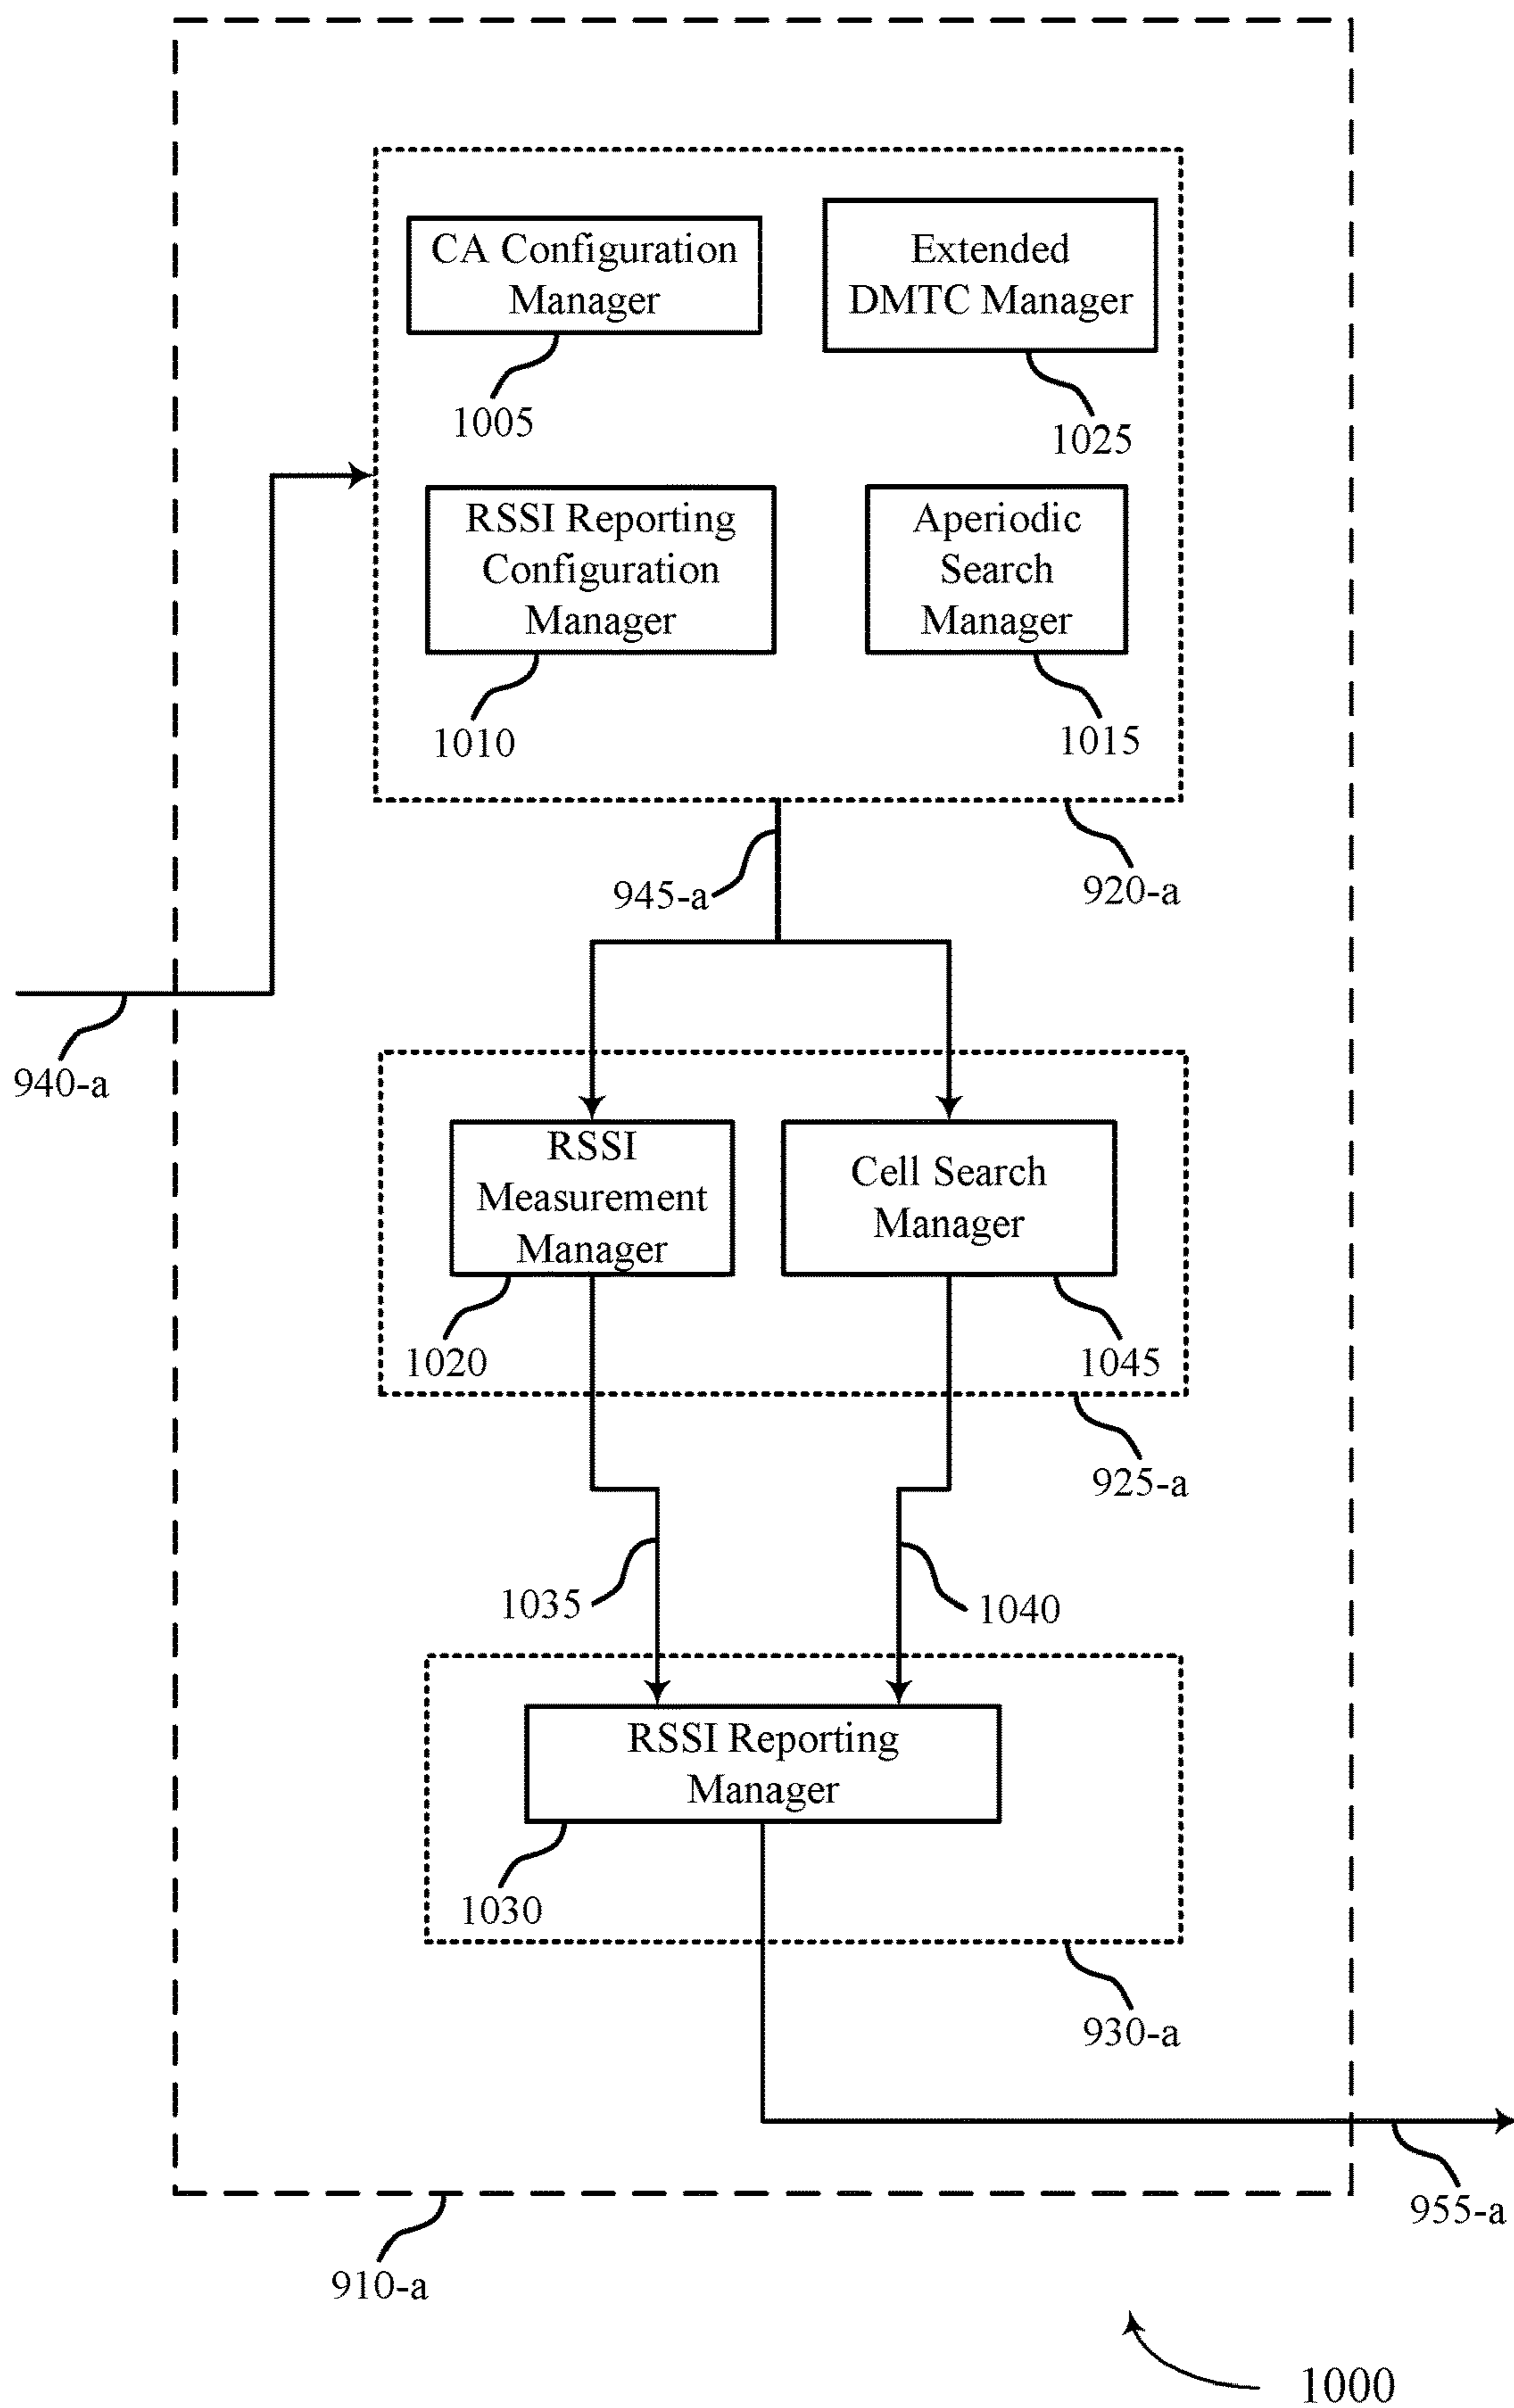 CA Configuration
Manager
1005
Extended
DMTC Manager
1025
RSSI Reporting
Configuration
Manager
1010
Aperiodic
Search
Manager
1015
945-a
920-a
940-a
RSSI
Measurement
Manager
1020
Cell Search
Manager
1045
925-a
1035
1040
RSSI Reporting
Manager
1030
930-a
955-a
910-a
1000